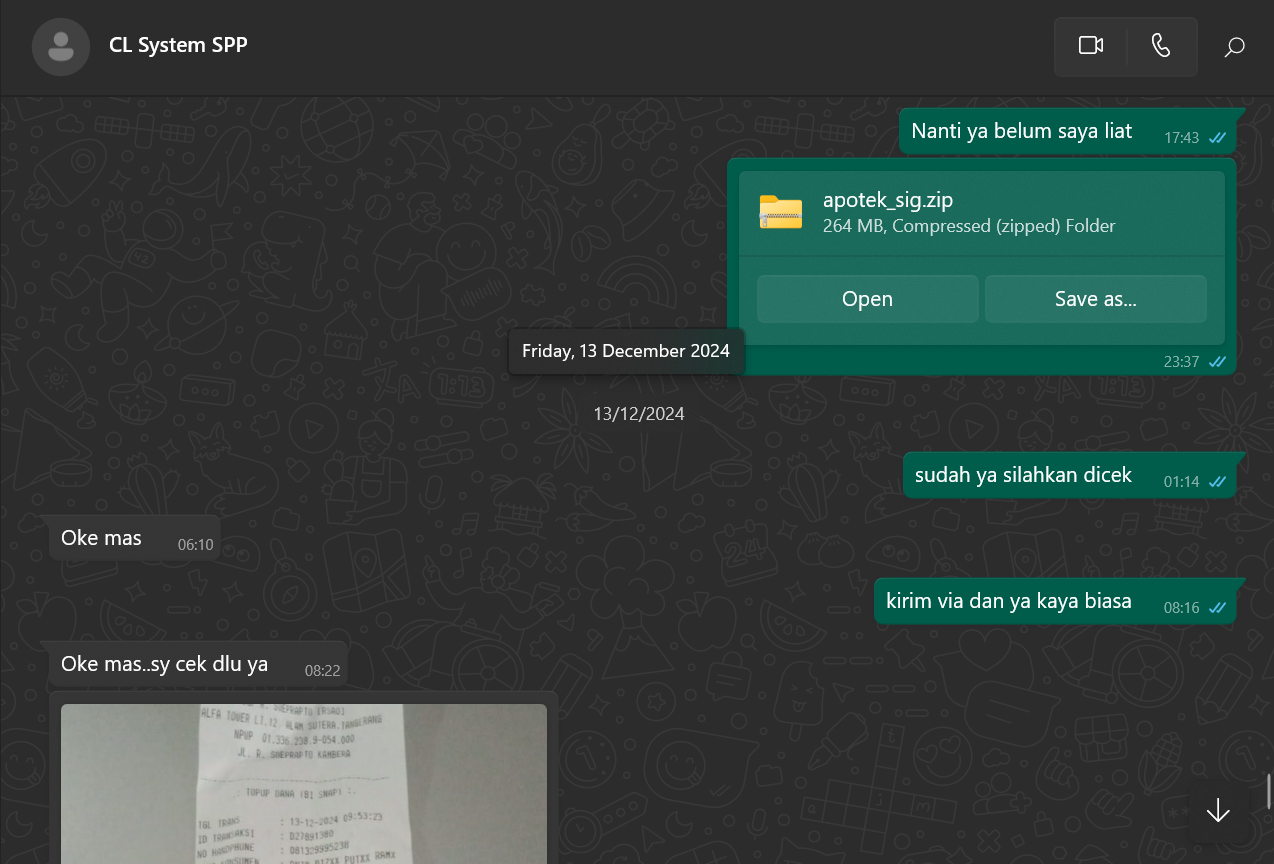 CL System SPP
Nanti ya belum saya liat 17:43
apotek_sig.zip
264 MB, Compressed (zipped) Folder
Open Save as...
23:37
Friday, 13 December 2024
13/12/2024
sudah ya silahkan dicek 01:14
Oke mas 06:10
kirim via dan ya kaya biasa 08:16
Oke mas..sy cek dlu ya 08:22
ALFA TOWER LT.12, ALAM SUTERA.TANGERANG
NPWP 01.336.238.9-054.000
JL. R. SOEPRAPTO KAMBERA
.: TOPUP DANA (BI SNAP) :.
TGL TRANS : 13-12-2024 09:53:23
ID TRANSAKSI : D27891380
NO HANDPHONE : 081329995238